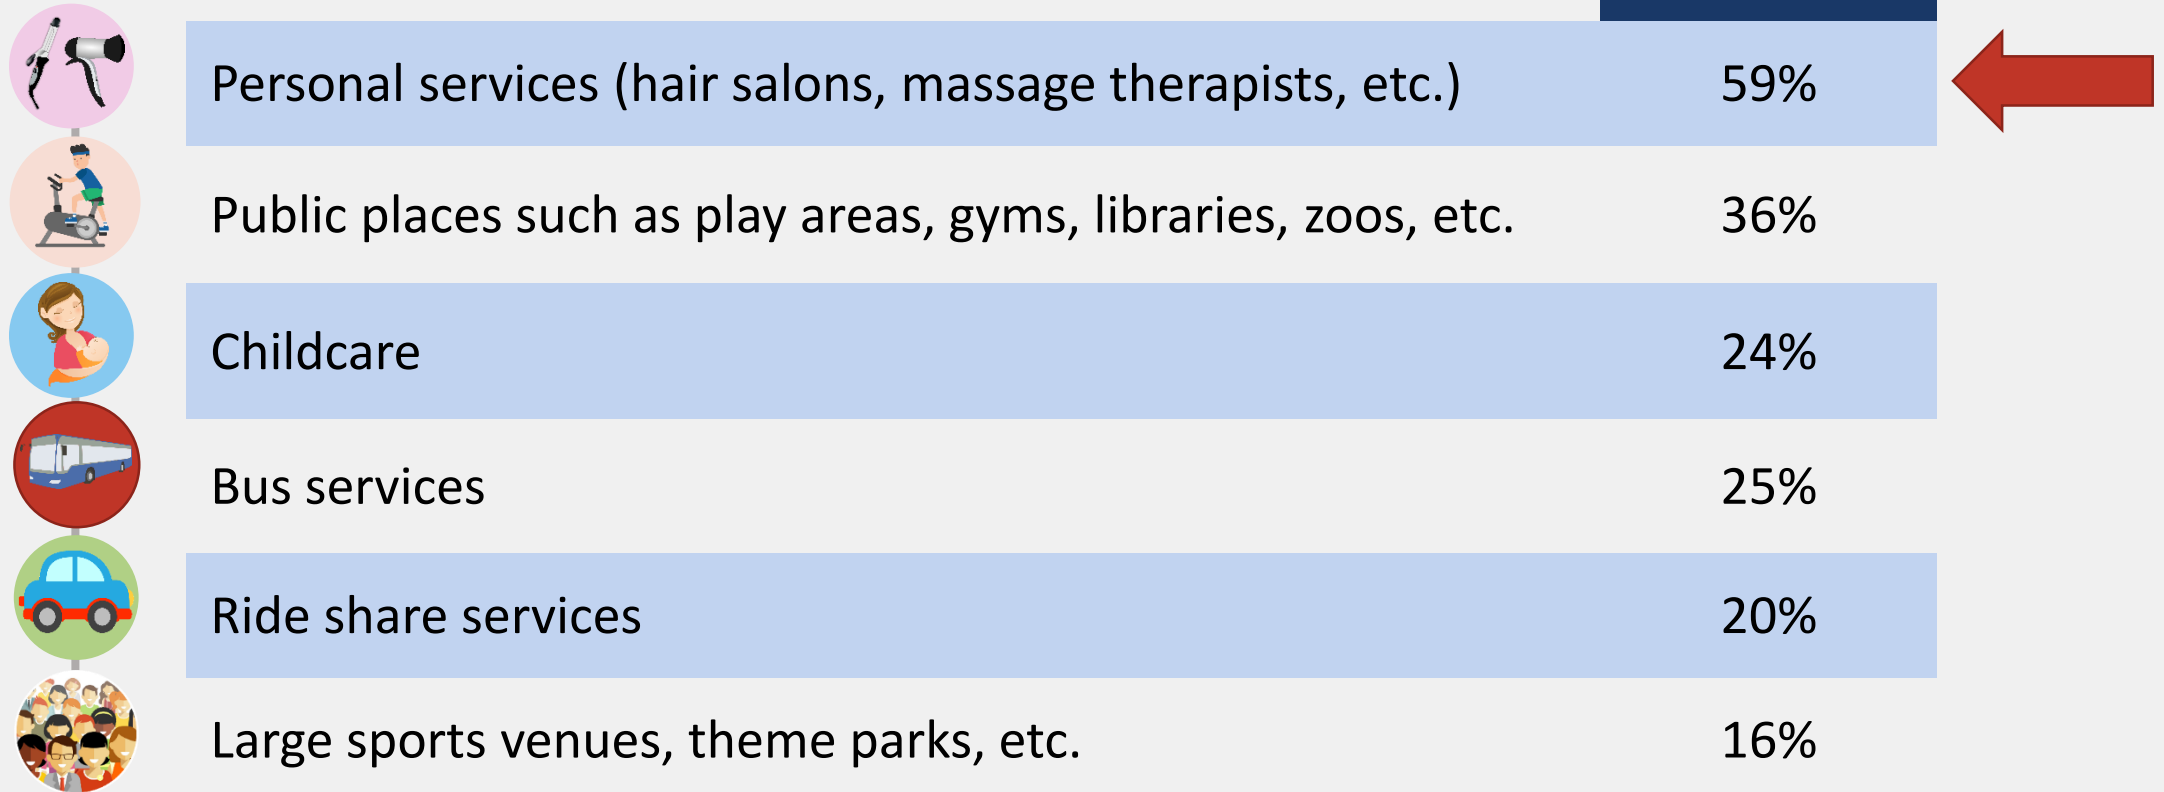 Personal services (hair salons, massage therapists, etc.) 59%
Public places such as play areas, gyms, libraries, zoos, etc. 36%
Childcare 24%
Bus services 25%
Ride share services 20%
Large sports venues, theme parks, etc. 16%